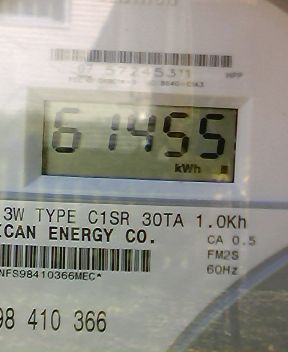 61455
kWh
3W TYPE C1SR 30TA 1.0Kh
ICAN ENERGY CO.
CA 0.5
FM2S
60Hz
NFS98410366MEC*
98 410 366